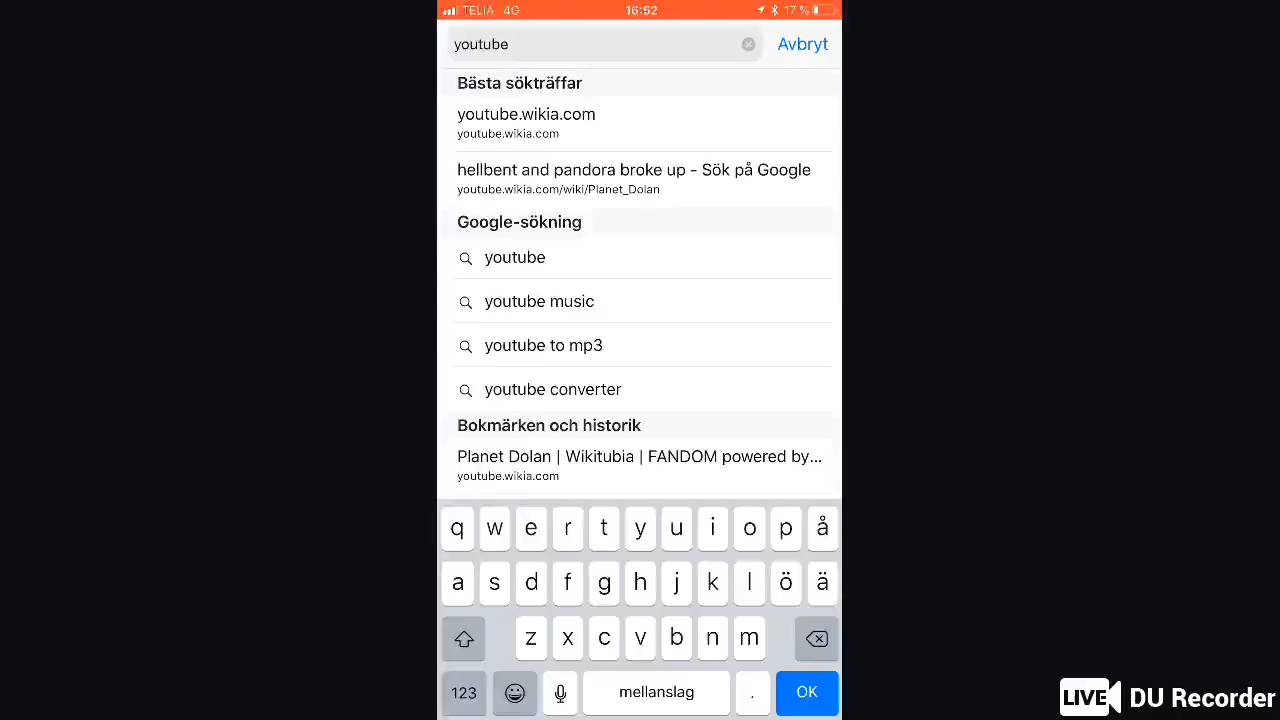 TELIA 4G 16:52 17 %
youtube Avbryt
Bästa sökträffar
youtube.wikia.com
youtube.wikia.com
hellbent and pandora broke up - Sök på Google
youtube.wikia.com/wiki/Planet_Dolan
Google-sökning
youtube
youtube music
youtube to mp3
youtube converter
Bokmärken och historik
Planet Dolan | Wikitubia | FANDOM powered by...
youtube.wikia.com
q w e r t y u i o p å
a s d f g h j k l ö ä
z x c v b n m
123 mellanslag . OK
LIVE DU Recorder